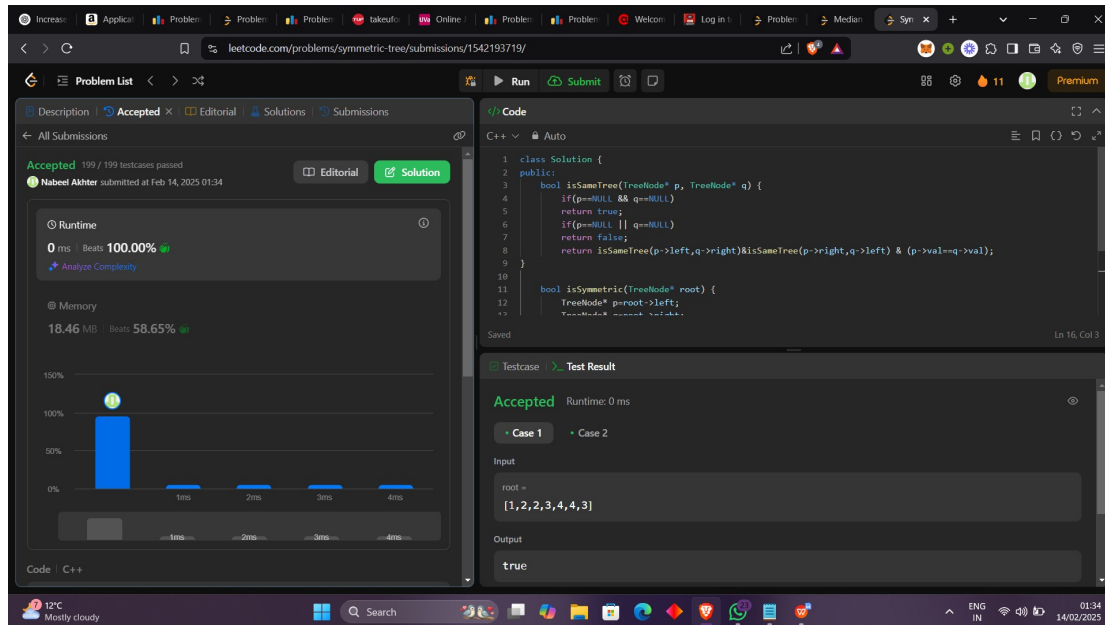 Increase
Applicat
Problem
Problem
Problem
takeufor
Online /
Problem
Problem
Welcom
Log in t
Problem
Median
Syn
leetcode.com/problems/symmetric-tree/submissions/1542193719/
Problem List
Run
Submit
11
Premium
Description
Accepted
Editorial
Solutions
Submissions
All Submissions
Accepted 199 / 199 testcases passed
Nabeel Akhter submitted at Feb 14, 2025 01:34
Editorial
Solution
Runtime
0 ms Beats 100.00%
Analyze Complexity
Memory
18.46 MB Beats 58.65%
150%
100%
50%
0%
1ms 2ms 3ms 4ms
1ms 2ms 3ms 4ms
Code C++
</> Code
C++ Auto
1 class Solution {
2 public:
3 bool isSameTree(TreeNode* p, TreeNode* q) {
4 if(p==NULL && q==NULL)
5 return true;
6 if(p==NULL || q==NULL)
7 return false;
8 return isSameTree(p->left,q->right)&isSameTree(p->right,q->left) & (p->val==q->val);
9 }
10
11 bool isSymmetric(TreeNode* root) {
12 TreeNode* p=root->left;
Saved
Ln 16, Col 3
Testcase
Test Result
Accepted Runtime: 0 ms
Case 1 Case 2
Input
root =
[1,2,2,3,4,4,3]
Output
true
12°C
Mostly cloudy
Search
ENG
IN
01:34
14/02/2025